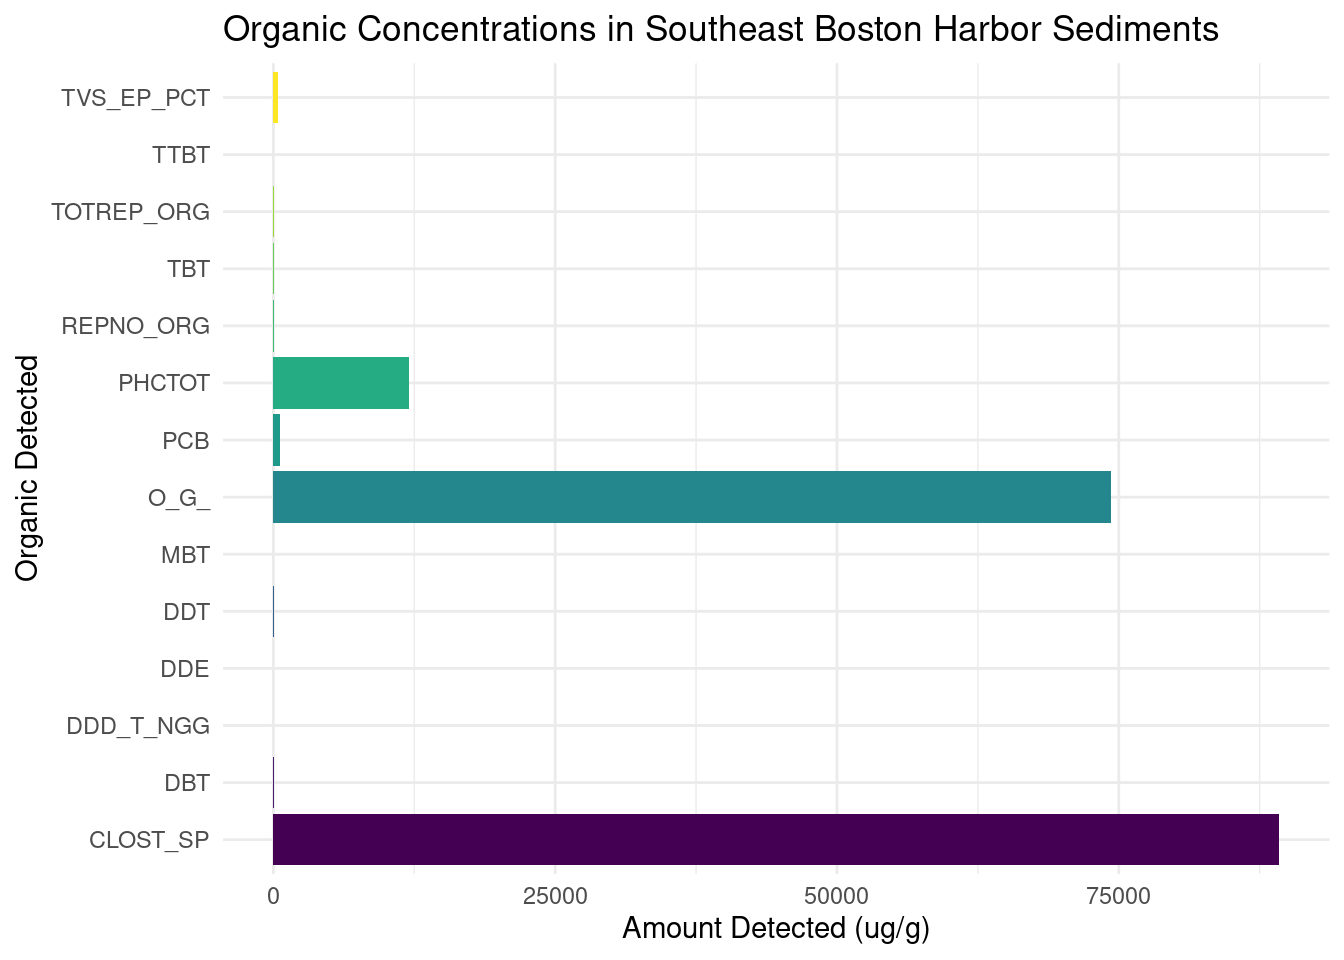 Organic Concentrations in Southeast Boston Harbor Sediments
Organic Detected
TVS_EP_PCT
TTBT
TOTREP_ORG
TBT
REPNO_ORG
PHCTOT
PCB
O_G_
MBT
DDT
DDE
DDD_T_NGG
DBT
CLOST_SP
0 25000 50000 75000
Amount Detected (ug/g)